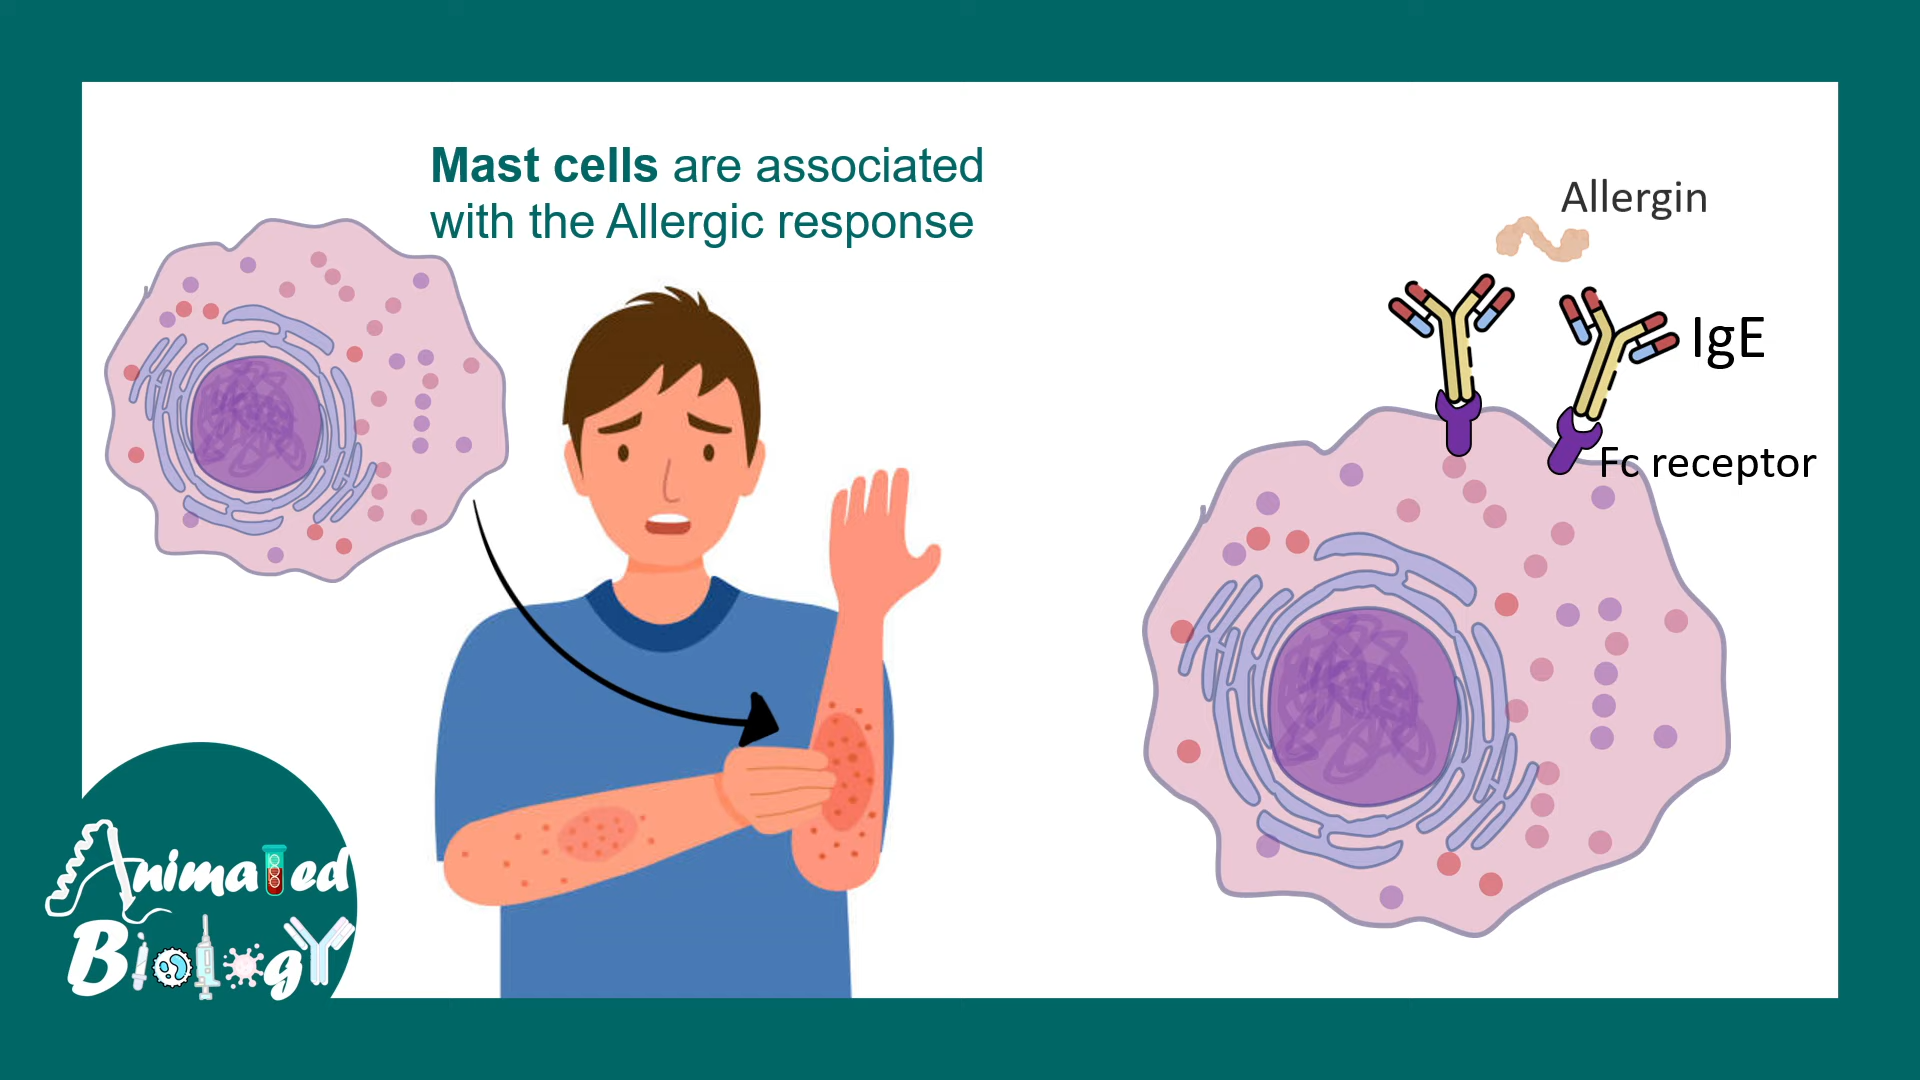 Mast cells are associated
with the Allergic response
Allergin
IgE
Fc receptor
Animated
Biology